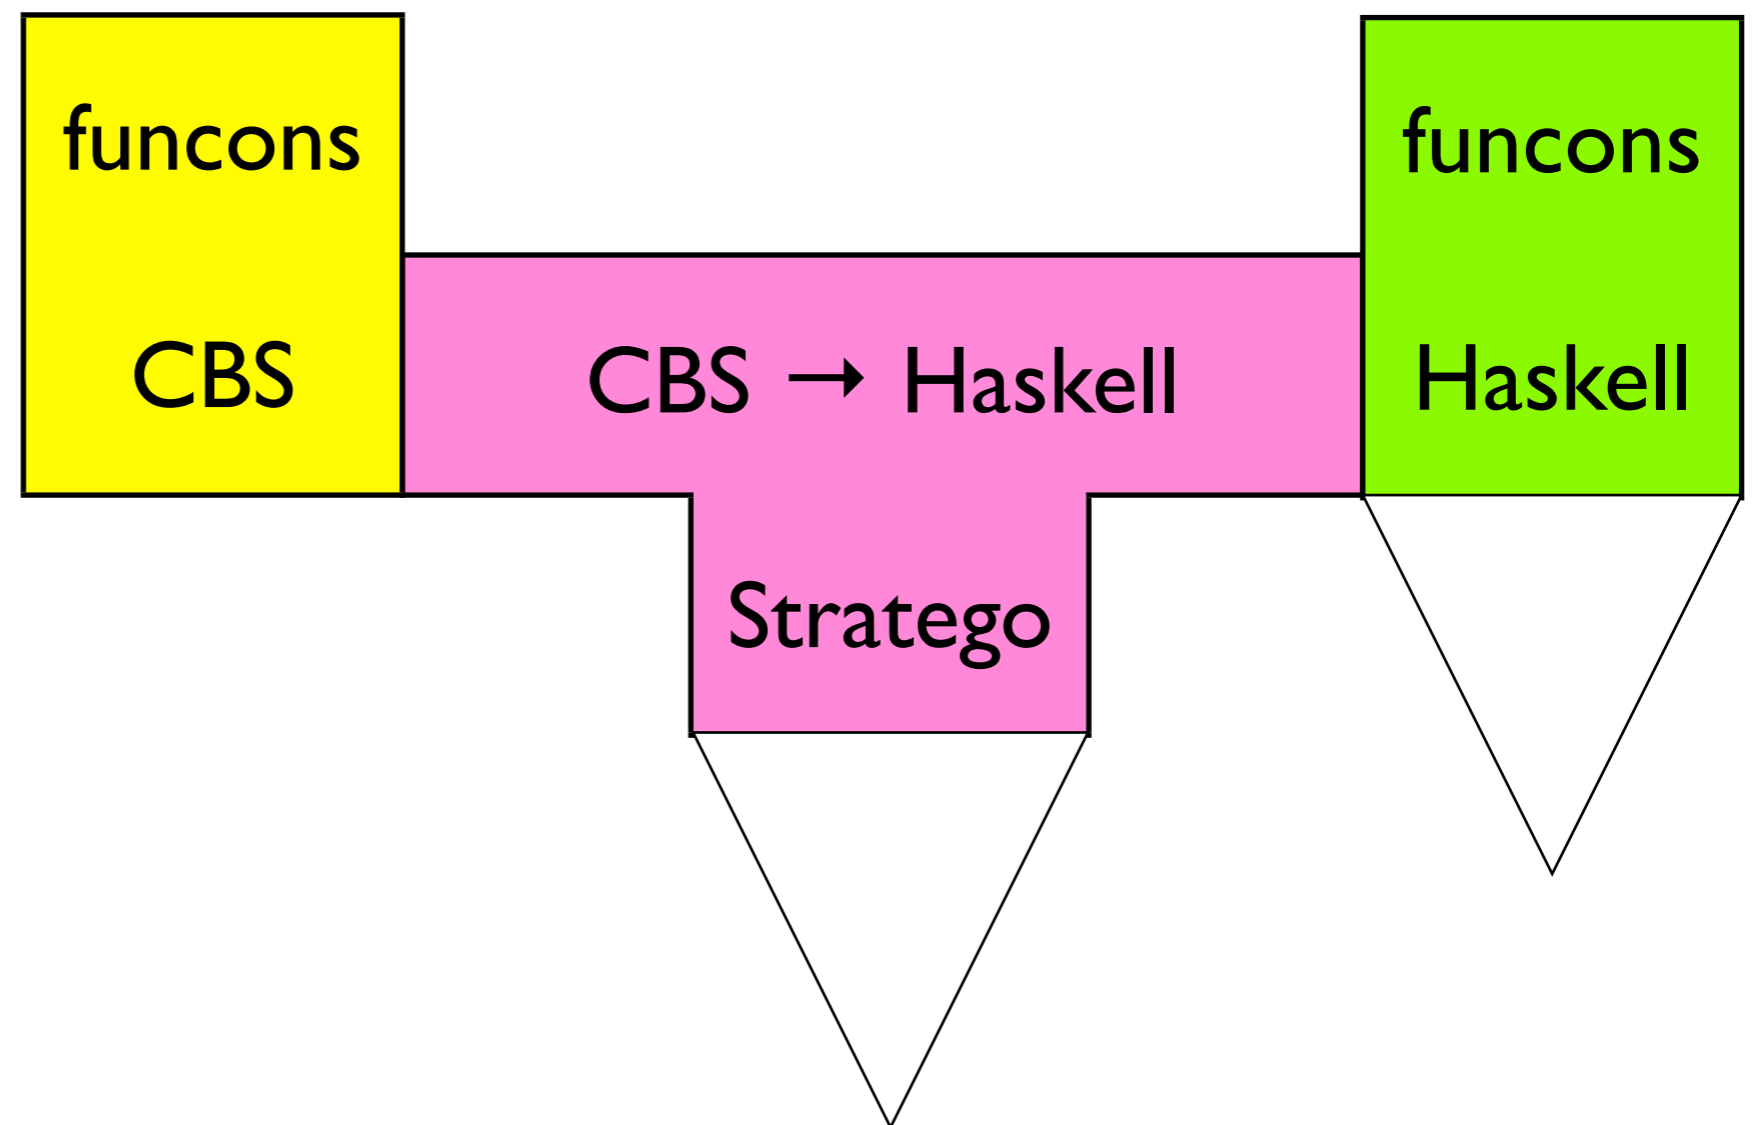 funcons
CBS
CBS → Haskell
Stratego
funcons
Haskell